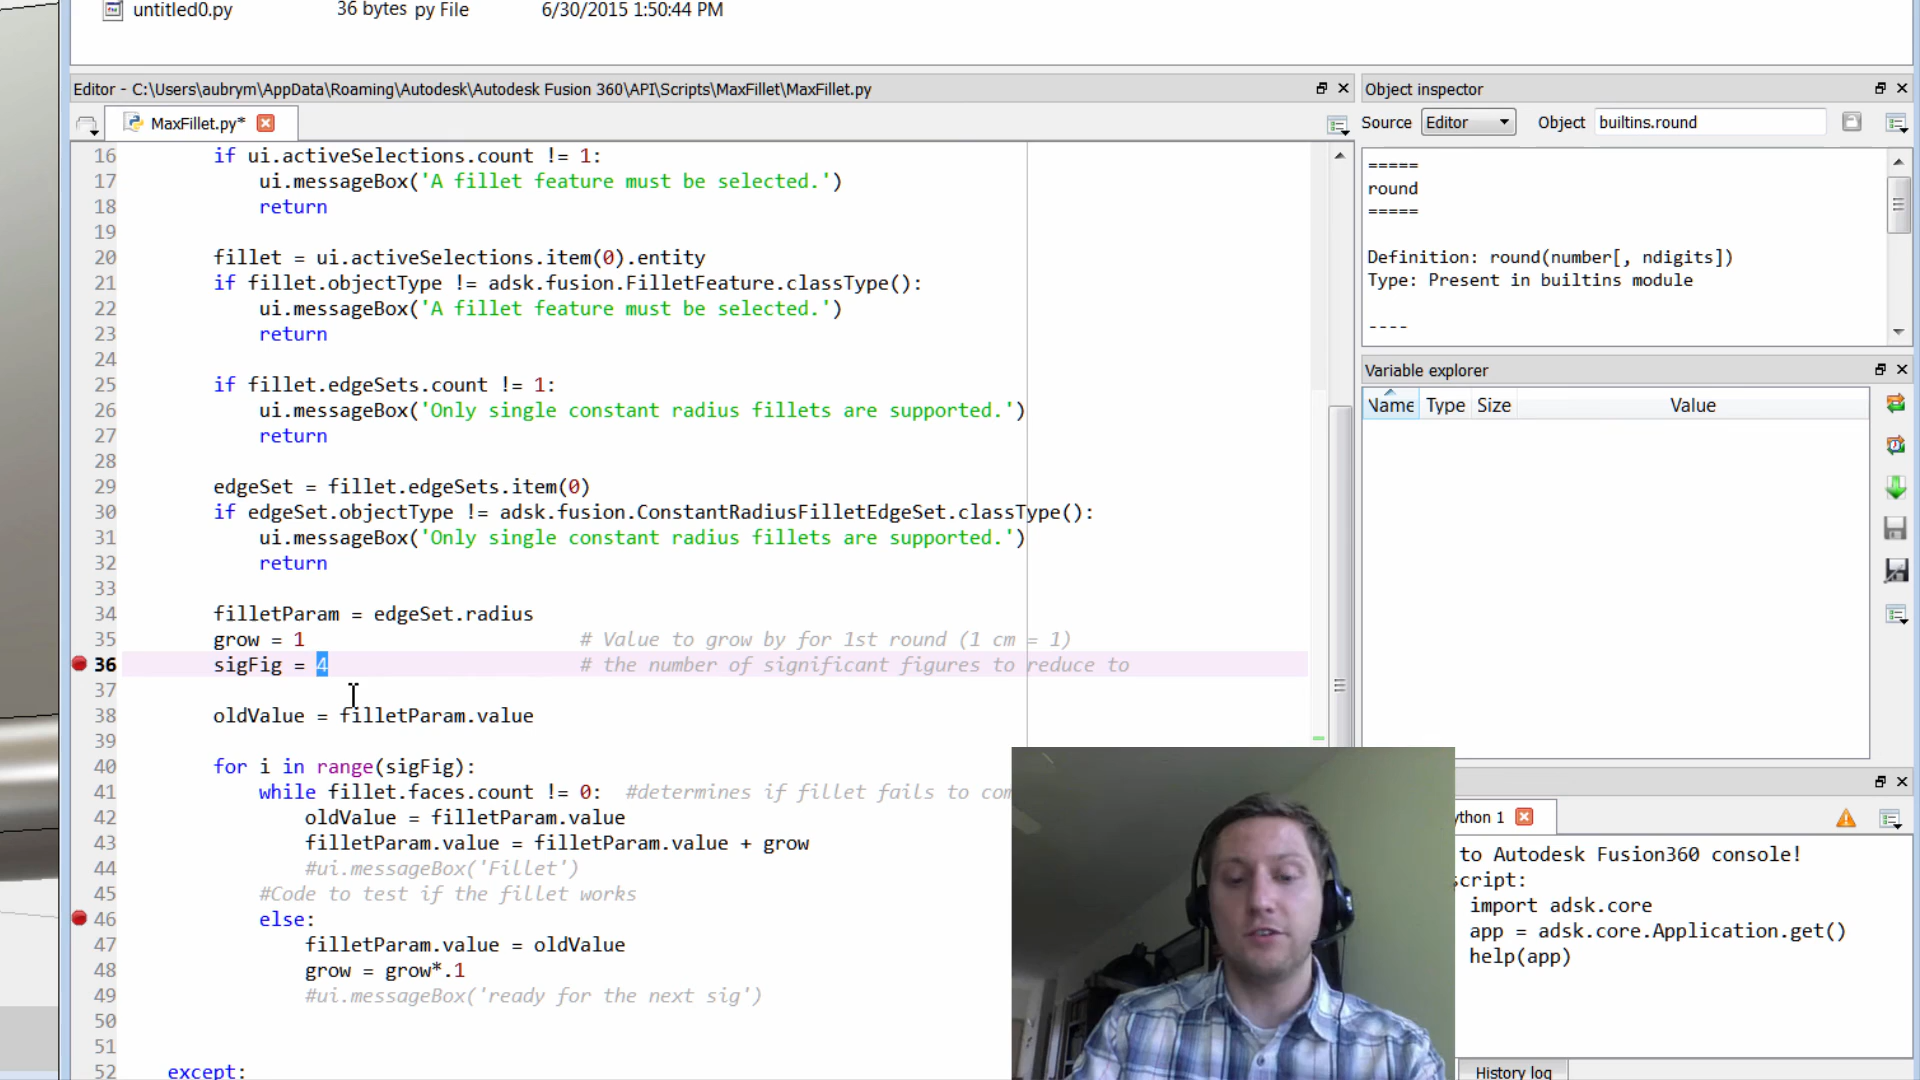 untitled0.py 36 bytes py File 6/30/2015 1:50:44 PM
Editor - C:\Users\aubrym\AppData\Roaming\Autodesk\Autodesk Fusion 360\API\Scripts\MaxFillet\MaxFillet.py
MaxFillet.py*
16 if ui.activeSelections.count != 1:
17 ui.messageBox('A fillet feature must be selected.')
18 return
19
20 fillet = ui.activeSelections.item(0).entity
21 if fillet.objectType != adsk.fusion.FilletFeature.classType():
22 ui.messageBox('A fillet feature must be selected.')
23 return
24
25 if fillet.edgeSets.count != 1:
26 ui.messageBox('Only single constant radius fillets are supported.')
27 return
28
29 edgeSet = fillet.edgeSets.item(0)
30 if edgeSet.objectType != adsk.fusion.ConstantRadiusFilletEdgeSet.classType():
31 ui.messageBox('Only single constant radius fillets are supported.')
32 return
33
34 filletParam = edgeSet.radius
35 grow = 1 # Value to grow by for 1st round (1 cm = 1)
36 sigFig = 4 # the number of significant figures to reduce to
37
38 oldValue = filletParam.value
39
40 for i in range(sigFig):
41 while fillet.faces.count != 0: #determines if fillet fails to com
42 oldValue = filletParam.value
43 filletParam.value = filletParam.value + grow
44 #ui.messageBox('Fillet')
45 #Code to test if the fillet works
46 else:
47 filletParam.value = oldValue
48 grow = grow*.1
49 #ui.messageBox('ready for the next sig')
50
51
52 except:
Object inspector
Source Editor Object builtins.round
=====
round
=====
Definition: round(number[, ndigits])
Type: Present in builtins module
----
Variable explorer
Name Type Size Value
ython 1
to Autodesk Fusion360 console!
script:
import adsk.core
app = adsk.core.Application.get()
help(app)
History log